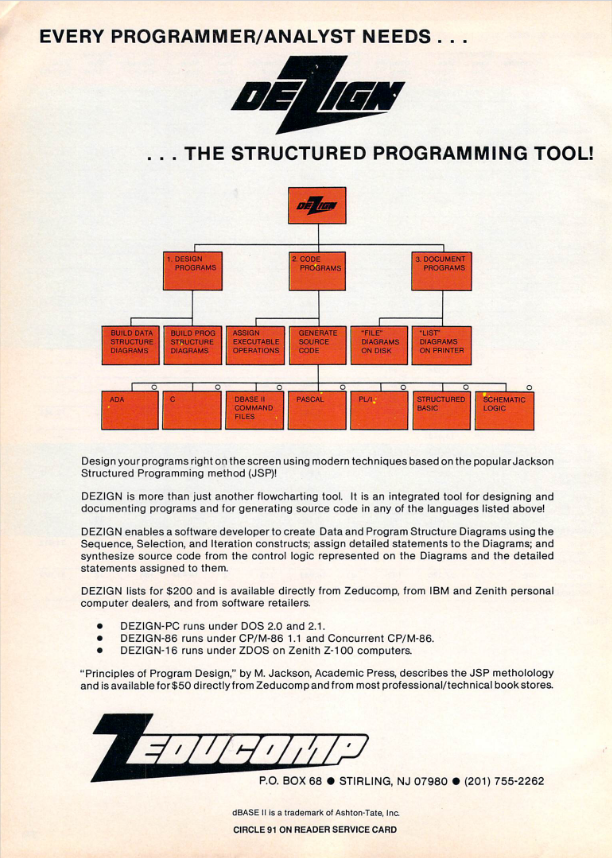 EVERY PROGRAMMER/ANALYST NEEDS . . .
DEZIGN
. . . THE STRUCTURED PROGRAMMING TOOL!
DEZIGN
1. DESIGN
PROGRAMS
2. CODE
PROGRAMS
3. DOCUMENT
PROGRAMS
BUILD DATA
STRUCTURE
DIAGRAMS
BUILD PROG
STRUCTURE
DIAGRAMS
ASSIGN
EXECUTABLE
OPERATIONS
GENERATE
SOURCE
CODE
"FILE"
DIAGRAMS
ON DISK
"LIST"
DIAGRAMS
ON PRINTER
ADA
C
DBASE II
COMMAND
FILES
PASCAL
PL/I
STRUCTURED
BASIC
SCHEMATIC
LOGIC
Design your programs right on the screen using modern techniques based on the popular Jackson
Structured Programming method (JSP)!
DEZIGN is more than just another flowcharting tool. It is an integrated tool for designing and
documenting programs and for generating source code in any of the languages listed above!
DEZIGN enables a software developer to create Data and Program Structure Diagrams using the
Sequence, Selection, and Iteration constructs; assign detailed statements to the Diagrams; and
synthesize source code from the control logic represented on the Diagrams and the detailed
statements assigned to them.
DEZIGN lists for $200 and is available directly from Zeducomp, from IBM and Zenith personal
computer dealers, and from software retailers.
● DEZIGN-PC runs under DOS 2.0 and 2.1.
● DEZIGN-86 runs under CP/M-86 1.1 and Concurrent CP/M-86.
● DEZIGN-16 runs under ZDOS on Zenith Z-100 computers.
"Principles of Program Design," by M. Jackson, Academic Press, describes the JSP metholology
and is available for $50 directly from Zeducomp and from most professional/technical book stores.
ZEDUCOMP
P.O. BOX 68 ● STIRLING, NJ 07980 ● (201) 755-2262
dBASE II is a trademark of Ashton-Tate, Inc.
CIRCLE 91 ON READER SERVICE CARD